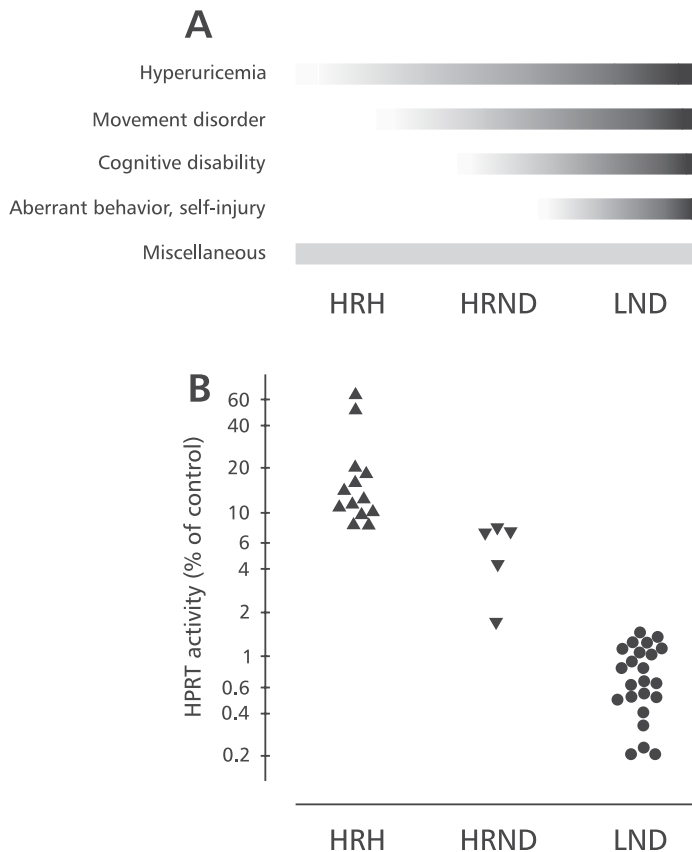 A
Hyperuricemia
Movement disorder
Cognitive disability
Aberrant behavior, self-injury
Miscellaneous
HRH HRND LND
B
HPRT activity (% of control)
60
40
20
10
6
4
2
1
0.6
0.4
0.2
HRH HRND LND